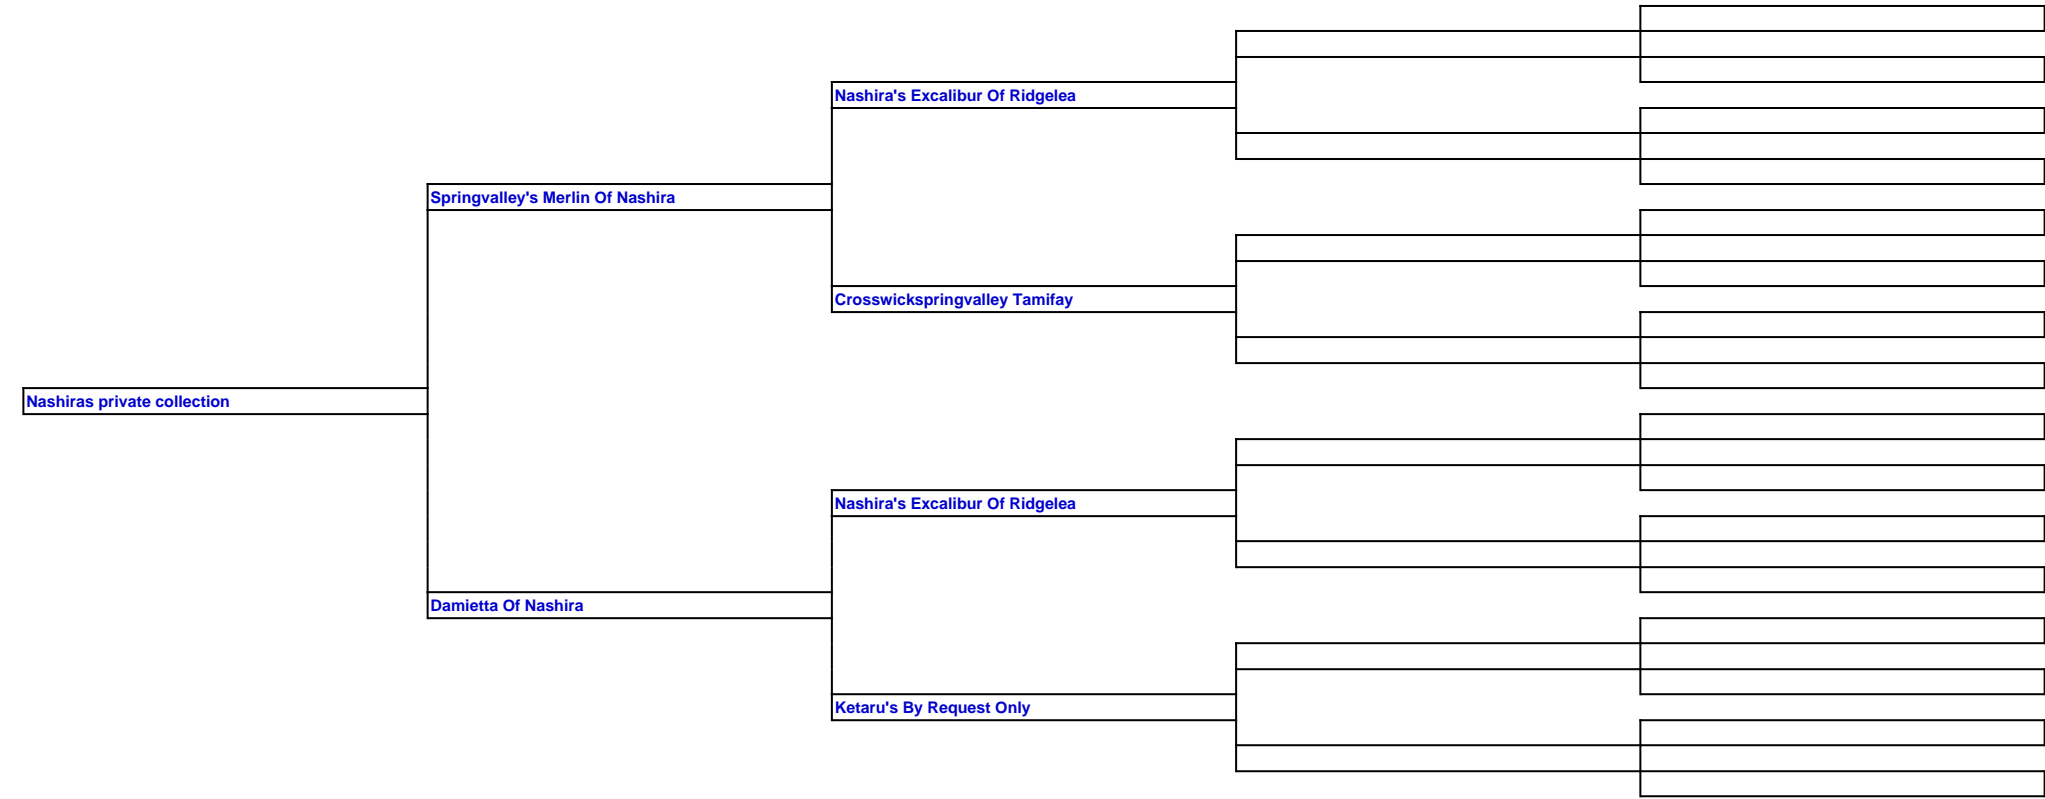 Nashira's Excalibur Of Ridgelea
Springvalley's Merlin Of Nashira
Crosswickspringvalley Tamifay
Nashiras private collection
Nashira's Excalibur Of Ridgelea
Damietta Of Nashira
Ketaru's By Request Only